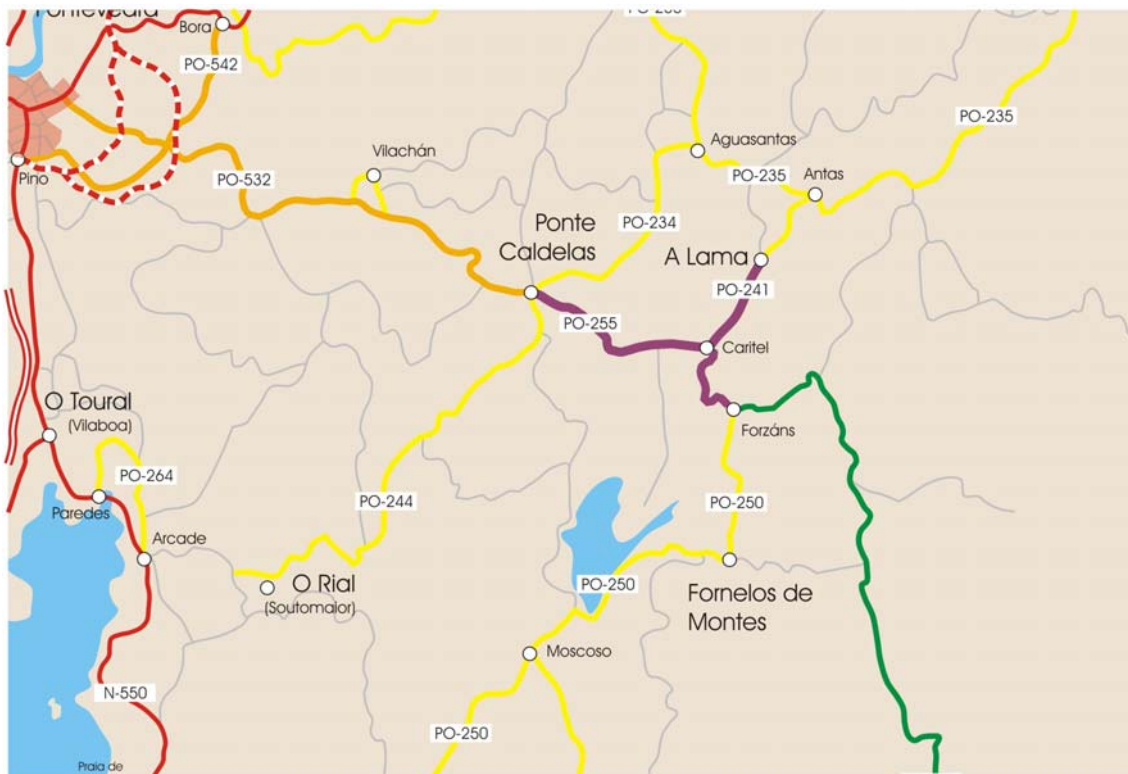 Pontevedra
Bora
PO-542
PO-235
Aguasantas
Vilachán
Pino
PO-532
PO-235
Antas
PO-234
Ponte
Caldelas
A Lama
PO-241
PO-255
Caritel
O Toural
(Vilaboa)
Forzáns
PO-264
PO-244
PO-250
Paredes
Arcade
O Rial
(Soutomaior)
PO-250
Fornelos de
Montes
Moscoso
N-550
PO-250
Praia de